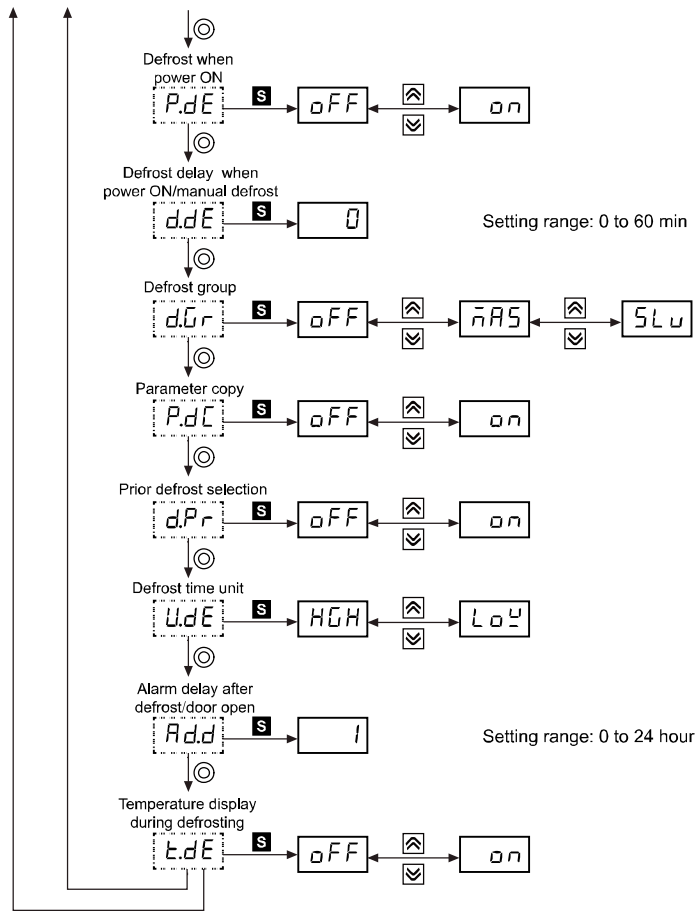 Defrost when
power ON
P.dE S oFF on
Defrost delay when
power ON/manual defrost
d.dE S 0 Setting range: 0 to 60 min
Defrost group
d.Gr S oFF MAS SLv
Parameter copy
P.dC S oFF on
Prior defrost selection
d.Pr S oFF on
Defrost time unit
U.dE S HGH LoW
Alarm delay after
defrost/door open
Ad.d S 1 Setting range: 0 to 24 hour
Temperature display
during defrosting
t.dE S oFF on